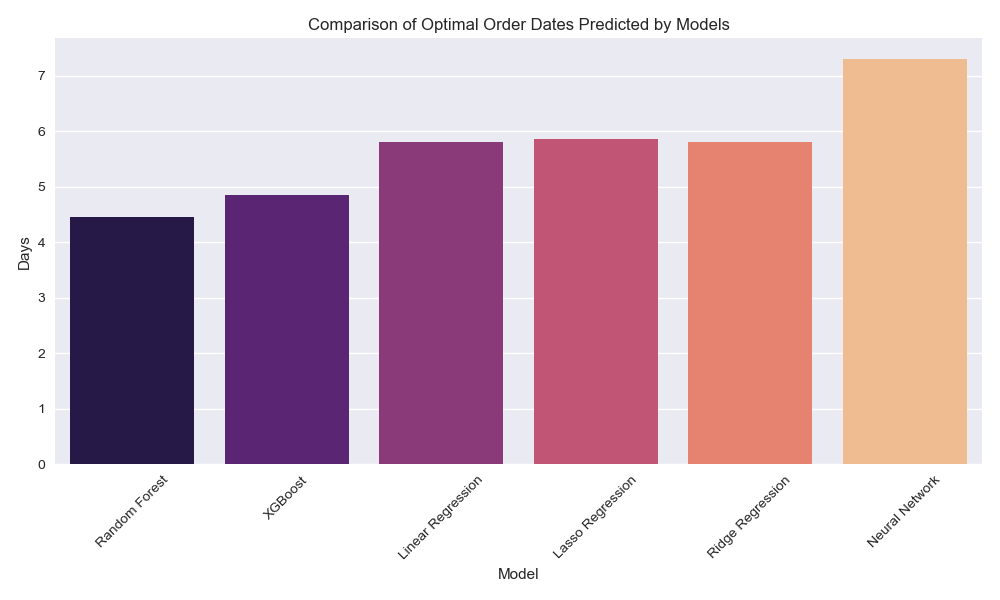 Comparison of Optimal Order Dates Predicted by Models
Days
7
6
5
4
3
2
1
0
Random Forest
XGBoost
Linear Regression
Lasso Regression
Ridge Regression
Neural Network
Model